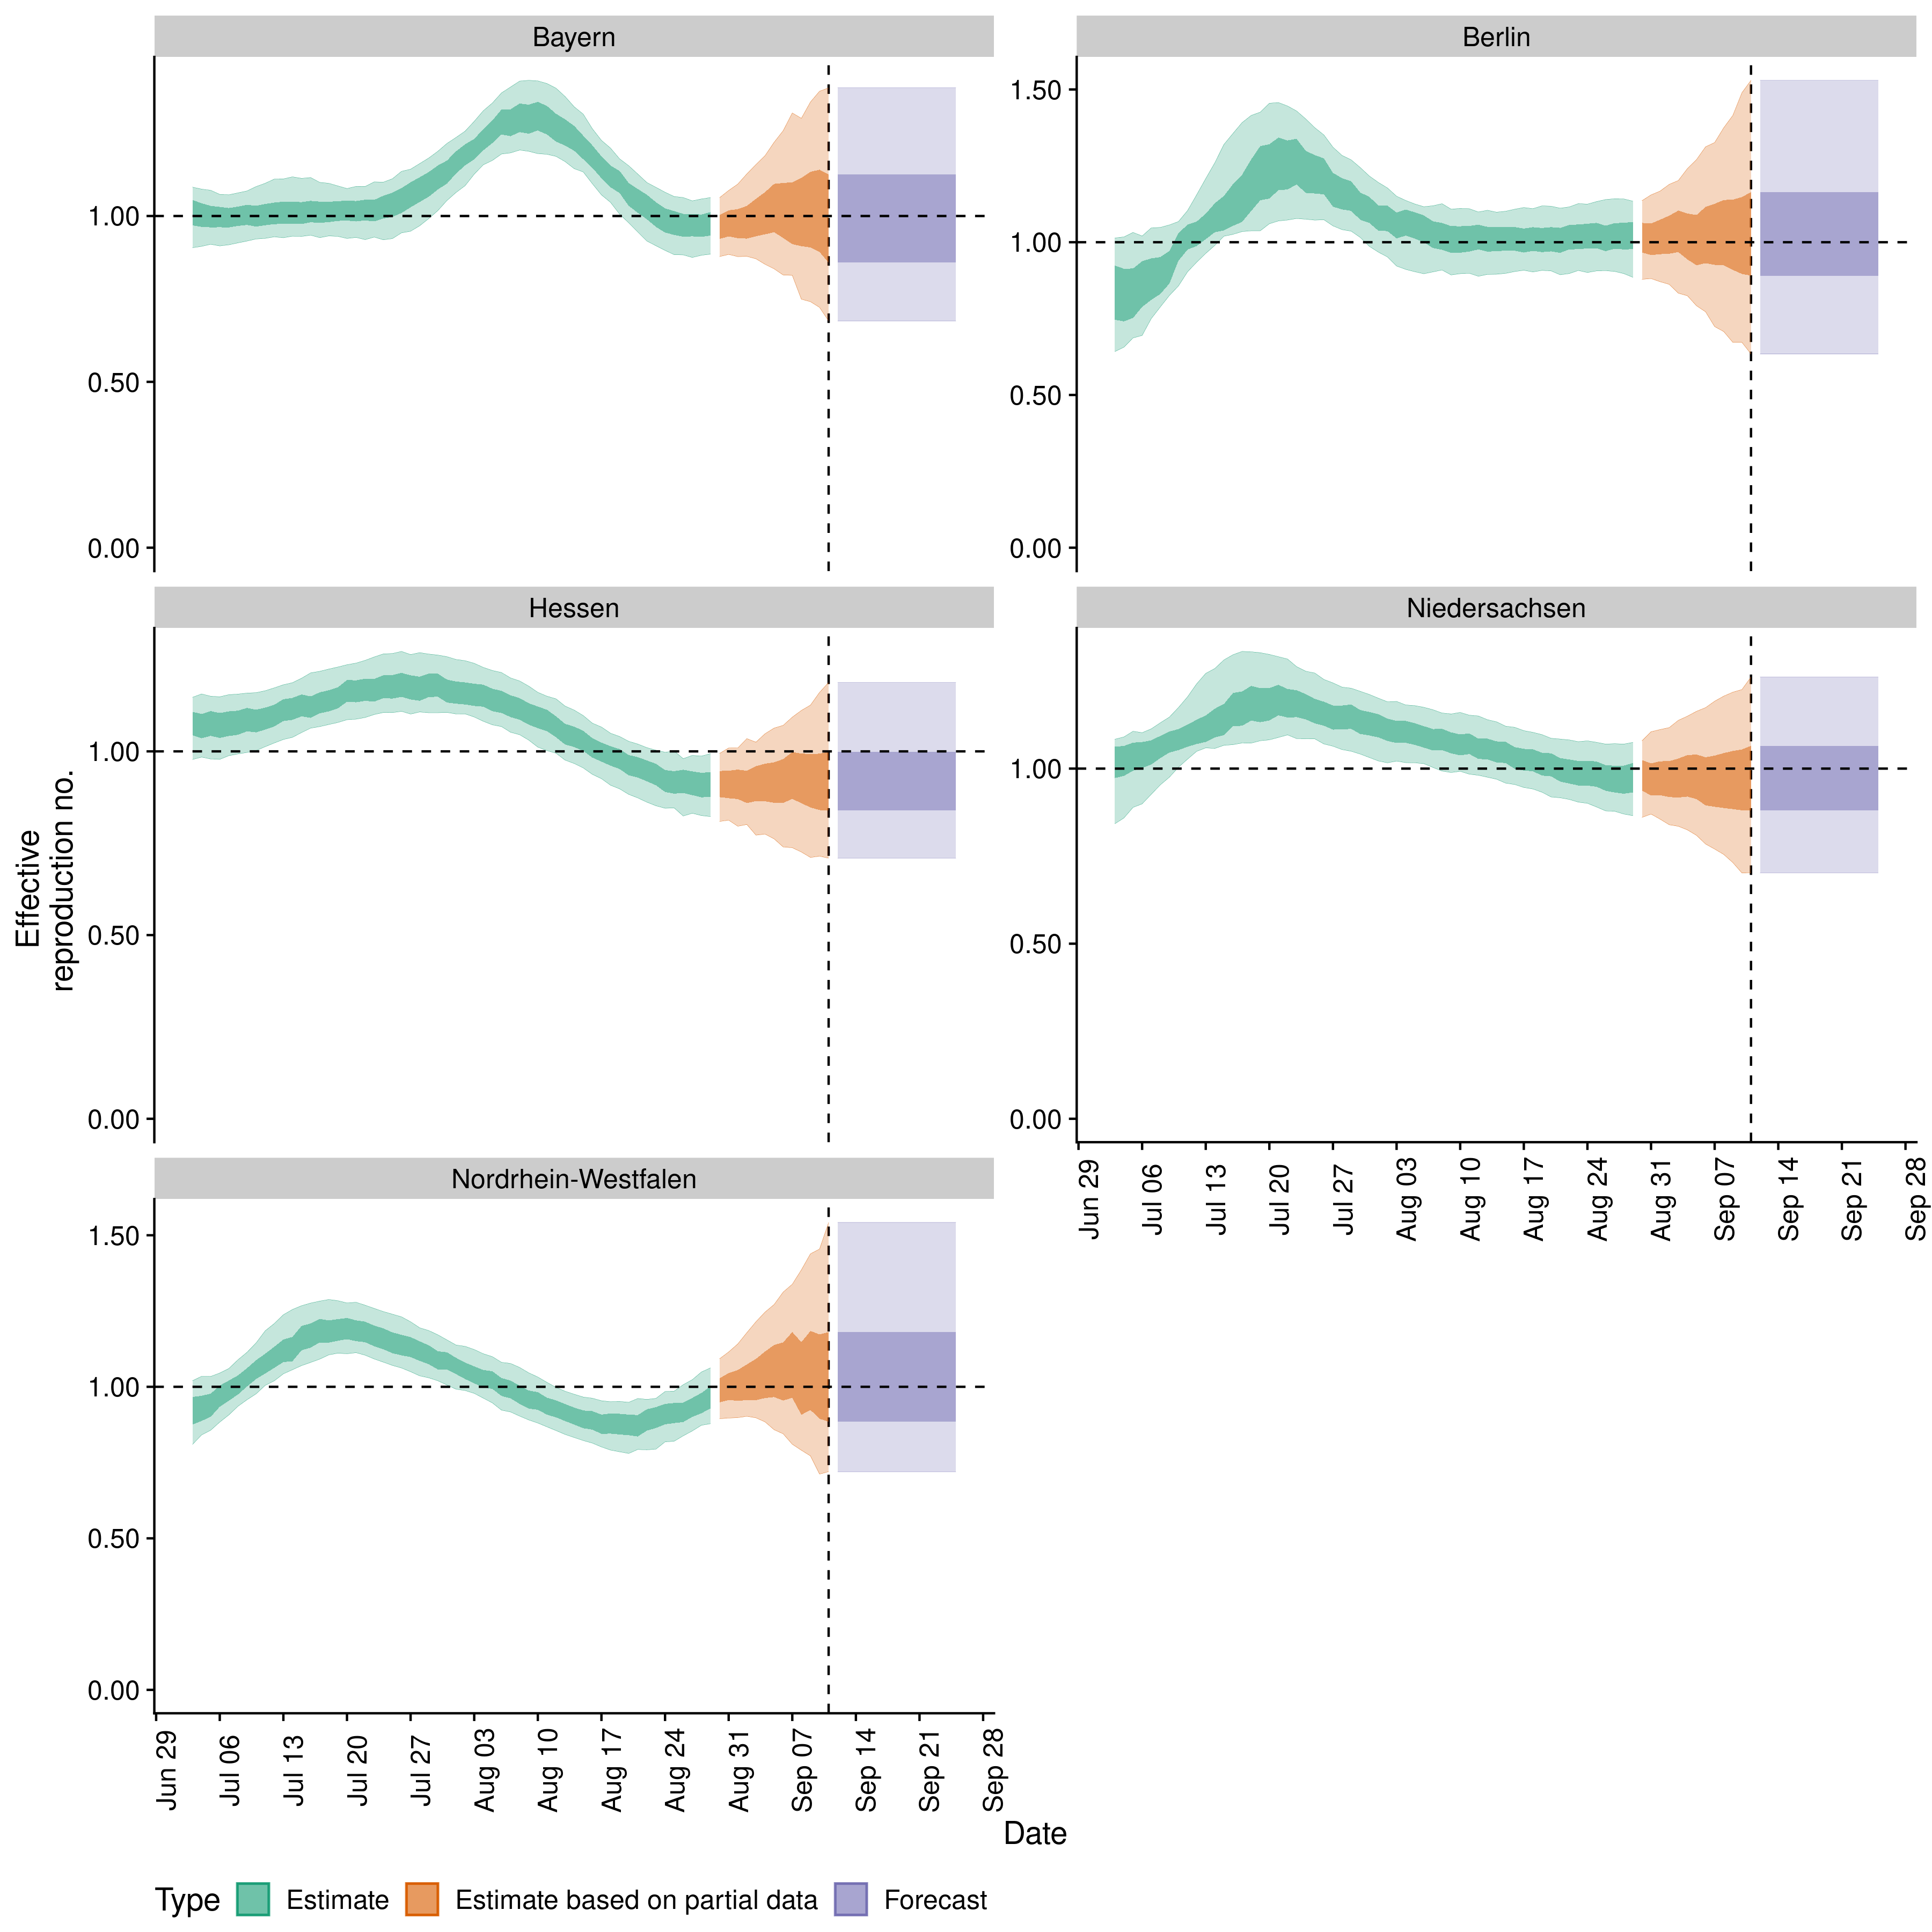 Bayern
Berlin
1.00
0.50
0.00
1.50
1.00
0.50
0.00
Hessen
Niedersachsen
Effective
reproduction no.
1.00
0.50
0.00
1.00
0.50
0.00
Jun 29
Jul 06
Jul 13
Jul 20
Jul 27
Aug 03
Aug 10
Aug 17
Aug 24
Aug 31
Sep 07
Sep 14
Sep 21
Sep 28
Nordrhein-Westfalen
1.50
1.00
0.50
0.00
Jun 29
Jul 06
Jul 13
Jul 20
Jul 27
Aug 03
Aug 10
Aug 17
Aug 24
Aug 31
Sep 07
Sep 14
Sep 21
Sep 28
Date
Type Estimate Estimate based on partial data Forecast